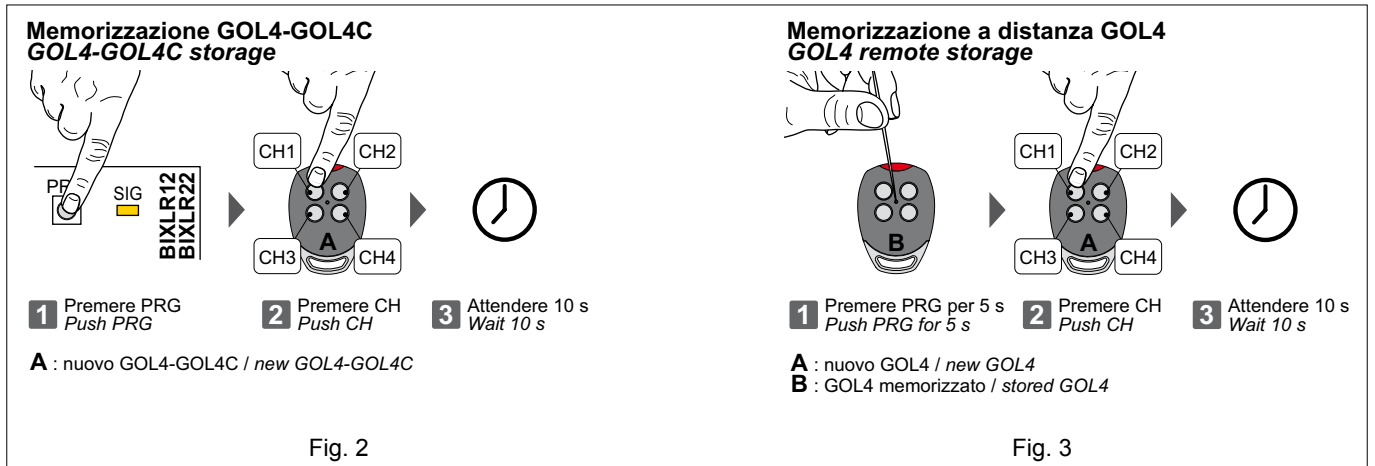 Memorizzazione GOL4-GOL4C
GOL4-GOL4C storage
CH1
CH2
SIG
BIXLR12
BIXLR22
A
CH3
CH4
1 Premere PRG
Push PRG
2 Premere CH
Push CH
3 Attendere 10 s
Wait 10 s
A : nuovo GOL4-GOL4C / new GOL4-GOL4C
Fig. 2
Memorizzazione a distanza GOL4
GOL4 remote storage
CH1
CH2
B
A
CH3
CH4
1 Premere PRG per 5 s
Push PRG for 5 s
2 Premere CH
Push CH
3 Attendere 10 s
Wait 10 s
A : nuovo GOL4 / new GOL4
B : GOL4 memorizzato / stored GOL4
Fig. 3